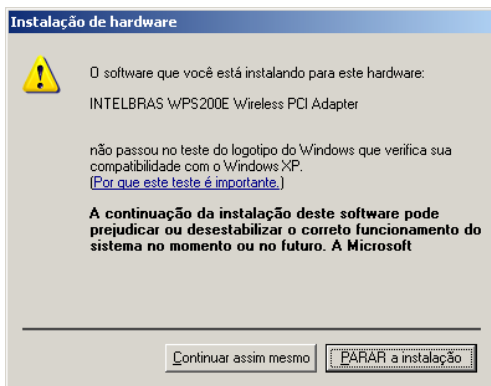 Instalação de hardware
O software que você está instalando para este hardware:
INTELBRAS WPS200E Wireless PCI Adapter
não passou no teste do logotipo do Windows que verifica sua
compatibilidade com o Windows XP.
(Por que este teste é importante.)
A continuação da instalação deste software pode
prejudicar ou desestabilizar o correto funcionamento do
sistema no momento ou no futuro. A Microsoft
Continuar assim mesmo PARAR a instalação